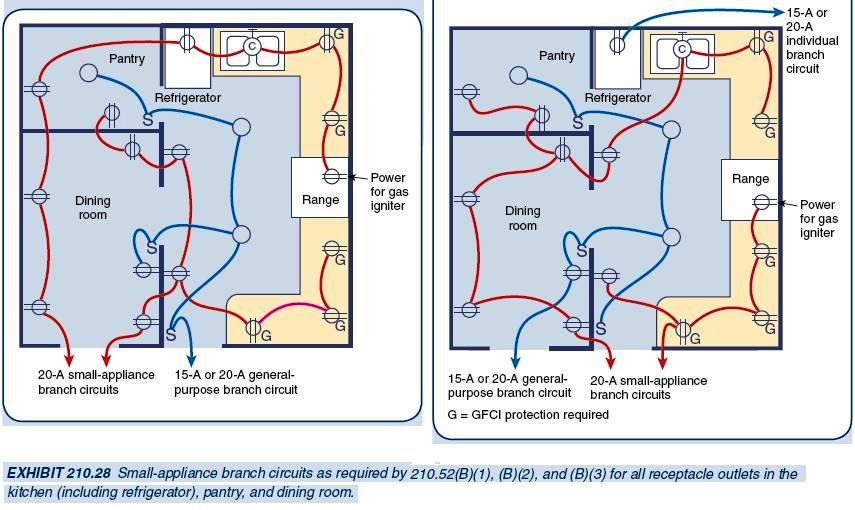 Pantry
G
C
Refrigerator
S
G
Dining
room
Range
Power
for gas
igniter
S
G
S
G
G
20-A small-appliance
branch circuits
15-A or 20-A general-
purpose branch circuit
15-A or
20-A
individual
branch
circuit
Pantry
G
C
Refrigerator
S
G
Range
Dining
room
Power
for gas
igniter
S
G
S
G
G
15-A or 20-A general-
purpose branch circuit
20-A small-appliance
branch circuits
G = GFCI protection required
EXHIBIT 210.28 Small-appliance branch circuits as required by 210.52(B)(1), (B)(2), and (B)(3) for all receptacle outlets in the
kitchen (including refrigerator), pantry, and dining room.